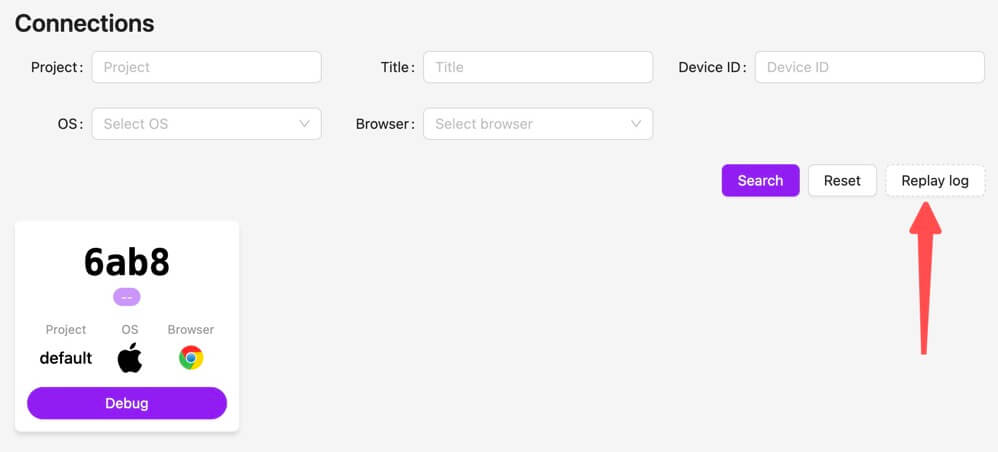 Connections
Project: Project Title: Title Device ID: Device ID
OS: Select OS Browser: Select browser
Search Reset Replay log
6ab8
--
Project OS Browser
default
Debug